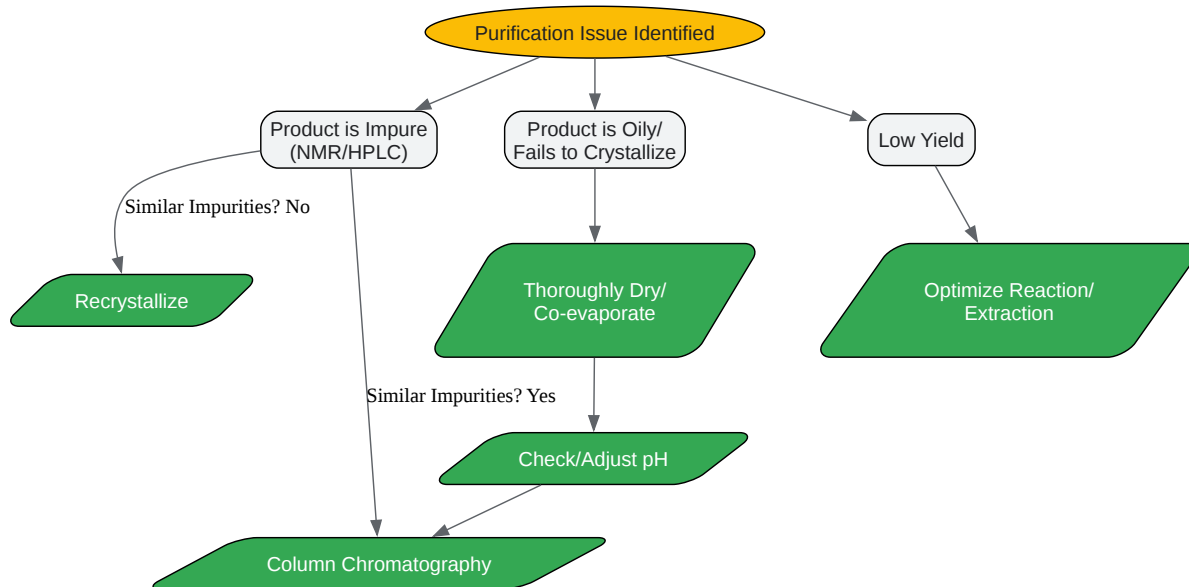 Purification Issue Identified
Product is Impure
(NMR/HPLC)
Product is Oily/
Fails to Crystallize
Low Yield
Similar Impurities? No
Recrystallize
Thoroughly Dry/
Co-evaporate
Optimize Reaction/
Extraction
Similar Impurities? Yes
Check/Adjust pH
Column Chromatography